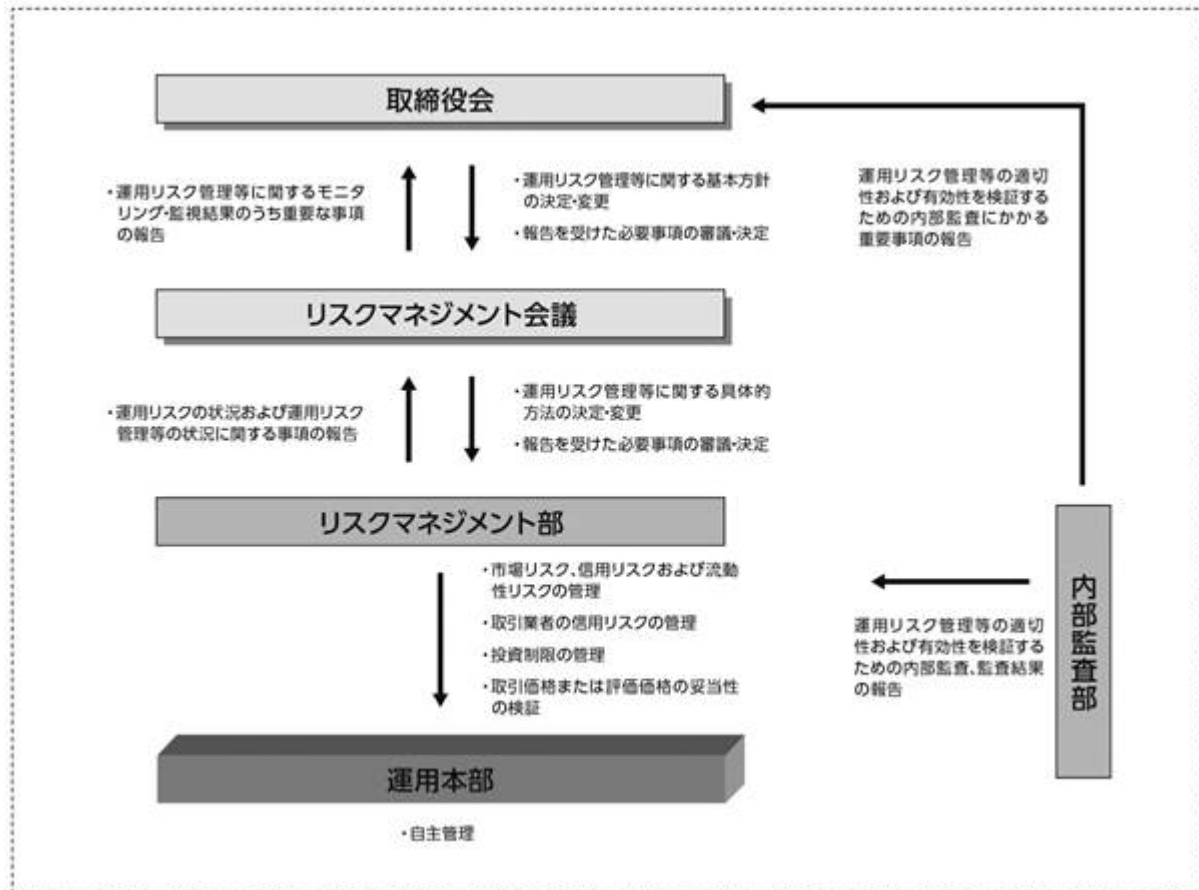 取締役会
・運用リスク管理等に関するモニタ
リング・監視結果のうち重要な事項
の報告
・運用リスク管理等に関する基本方針
の決定・変更
・報告を受けた必要事項の審議・決定
運用リスク管理等の適切
性および有効性を検証する
ための内部監査にかかる
重要事項の報告
リスクマネジメント会議
・運用リスクの状況および運用リスク
管理等の状況に関する事項の報告
・運用リスク管理等に関する具体的
方法の決定・変更
・報告を受けた必要事項の審議・決定
リスクマネジメント部
・市場リスク、信用リスクおよび流動
性リスクの管理
・取引業者の信用リスクの管理
・投資制限の管理
・取引価格または評価価格の妥当性
の検証
運用リスク管理等の適切
性および有効性を検証する
ための内部監査、監査結果
の報告
内部監査部
運用本部
・自主管理